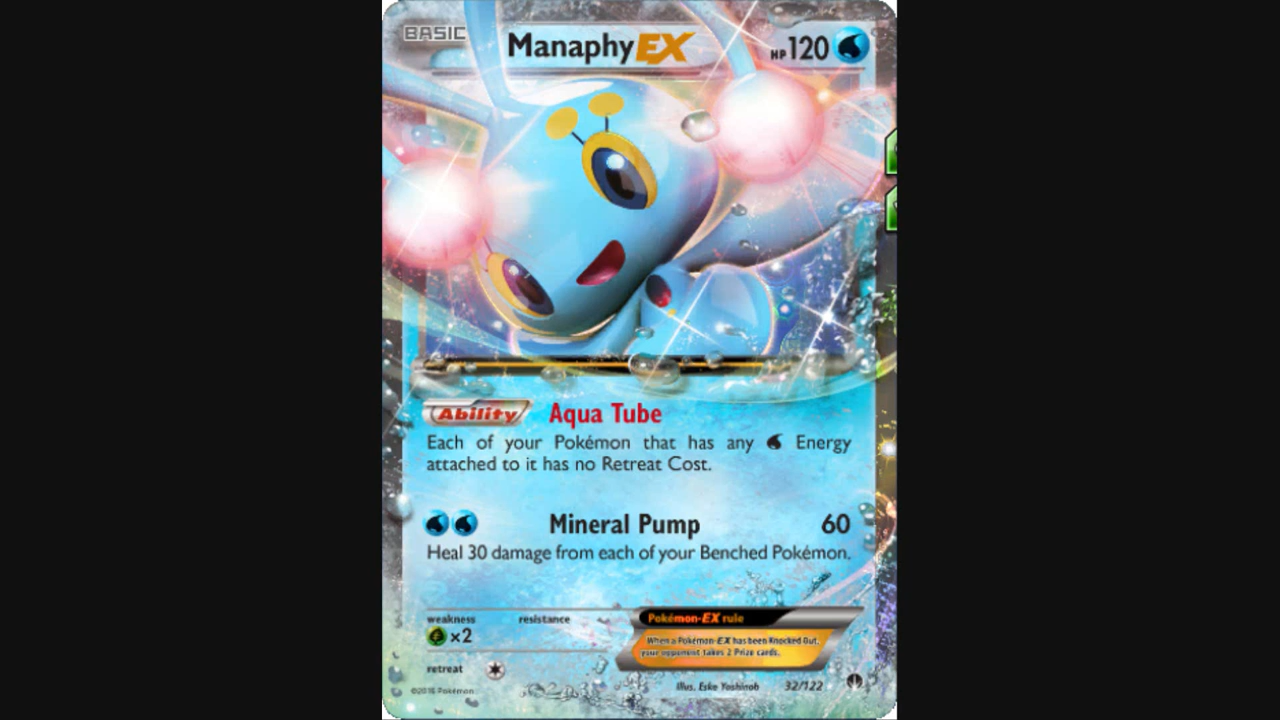 BASIC
ManaphyEX
HP120
Ability
Aqua Tube
Each of your Pokémon that has any Energy
attached to it has no Retreat Cost.
Mineral Pump 60
Heal 30 damage from each of your Benched Pokémon.
weakness resistance
×2
retreat
Pokémon-EX rule
When a Pokémon-EX has been Knocked Out,
your opponent takes 2 Prize cards.
©2016 Pokémon
Illus. Eske Yoshinob 32/122